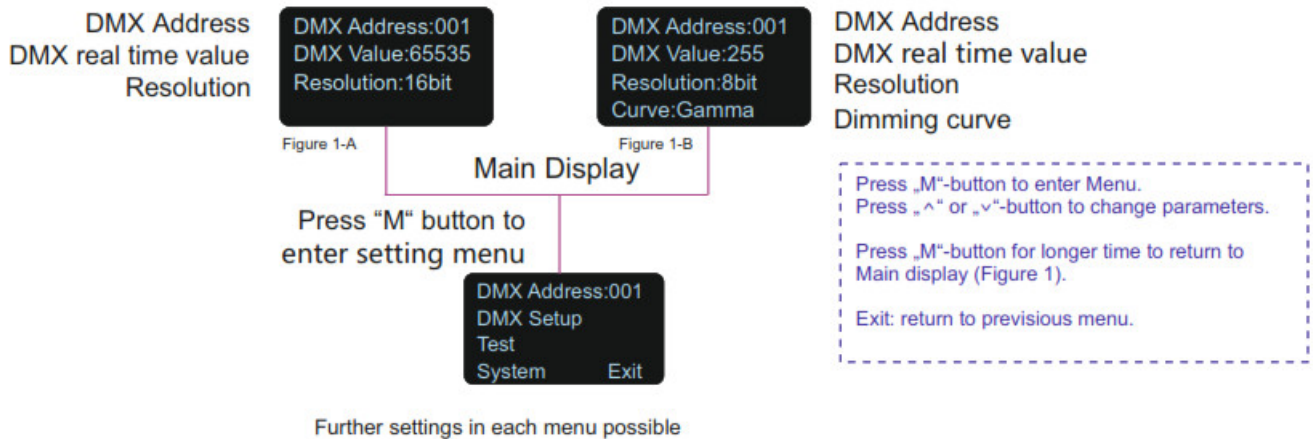 DMX Address
DMX real time value
Resolution
DMX Address:001
DMX Value:65535
Resolution:16bit
Figure 1-A
DMX Address:001
DMX Value:255
Resolution:8bit
Curve:Gamma
Figure 1-B
DMX Address
DMX real time value
Resolution
Dimming curve
Main Display
Press “M“ button to
enter setting menu
DMX Address:001
DMX Setup
Test
System Exit
Further settings in each menu possible
Press „M“-button to enter Menu.
Press „^“ or „v“-button to change parameters.
Press „M“-button for longer time to return to
Main display (Figure 1).
Exit: return to previsious menu.